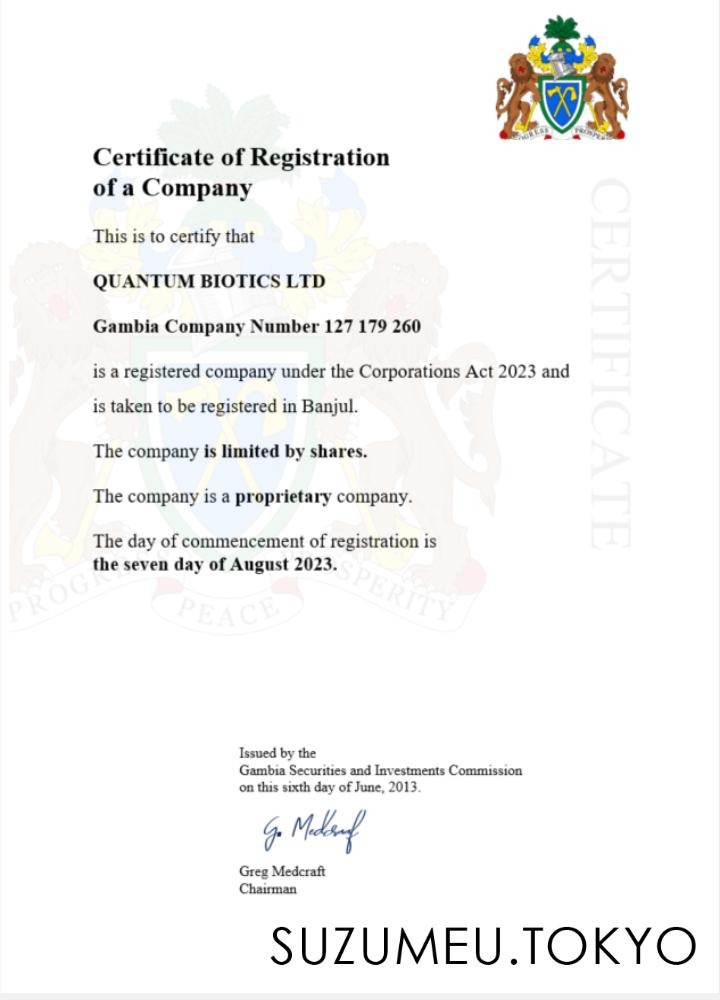 Certificate of Registration
of a Company
This is to certify that
QUANTUM BIOTICS LTD
Gambia Company Number 127 179 260
is a registered company under the Corporations Act 2023 and
is taken to be registered in Banjul.
The company is limited by shares.
The company is a proprietary company.
The day of commencement of registration is
the seven day of August 2023.
CERTIFICATE
PROGRESS PEACE PROSPERITY
Issued by the
Gambia Securities and Investments Commission
on this sixth day of June, 2013.
G. Medcraft
Greg Medcraft
Chairman
SUZUMEU.TOKYO